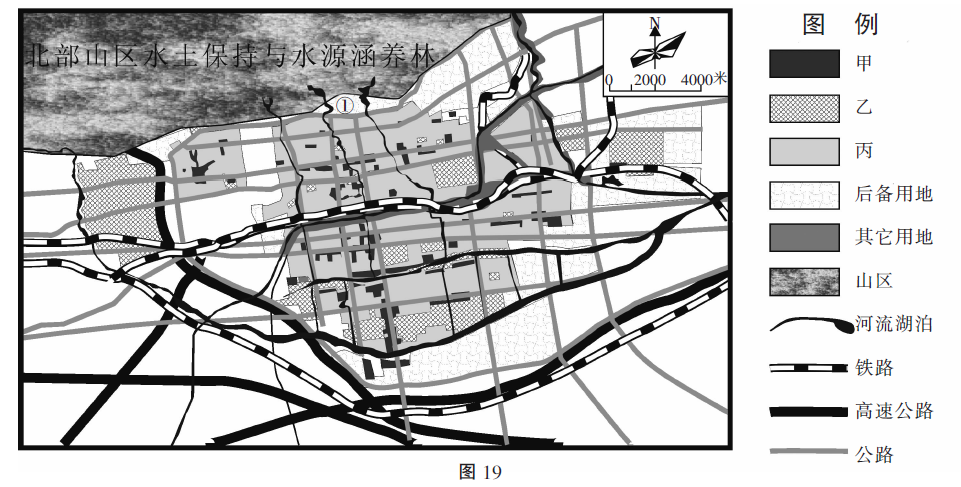 北部山区水土保持与水源涵养林
①
N
0 2000 4000米
图 例
甲
乙
丙
后备用地
其它用地
山区
河流湖泊
铁路
高速公路
公路
图 19